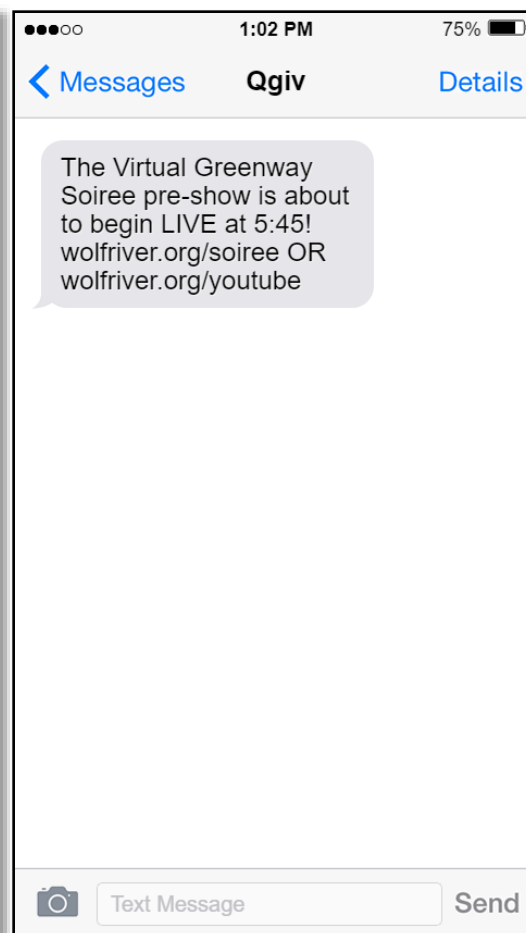 1:02 PM 75%
Messages Qgiv Details
The Virtual Greenway
Soiree pre-show is about
to begin LIVE at 5:45!
wolfriver.org/soiree OR
wolfriver.org/youtube
Text Message Send